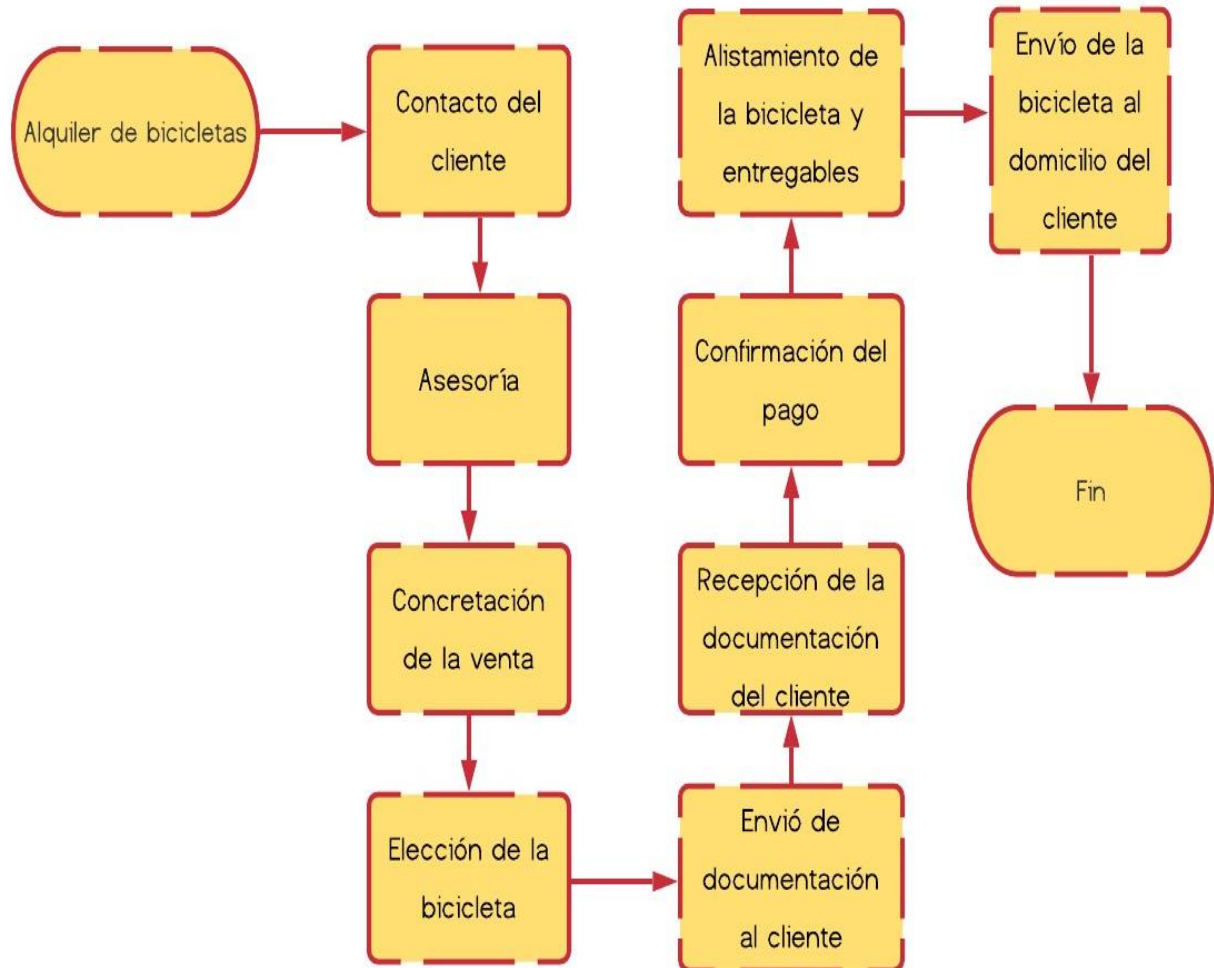 Alquiler de bicicletas
Contacto del
cliente
Asesoría
Concretación
de la venta
Elección de la
bicicleta
Envió de
documentación
al cliente
Recepción de la
documentación
del cliente
Confirmación del
pago
Alistamiento de
la bicicleta y
entregables
Envío de la
bicicleta al
domicilio del
cliente
Fin